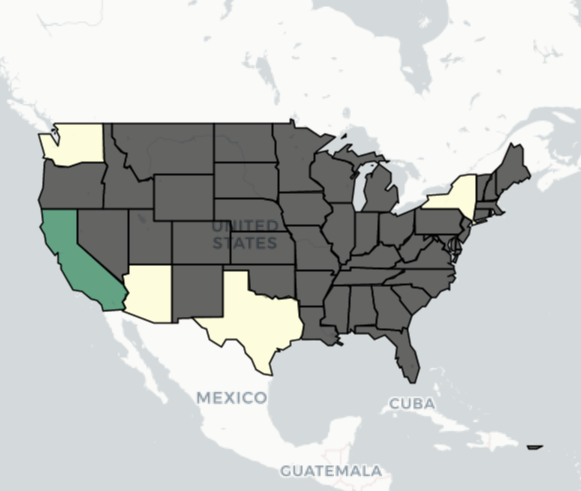 UNITED
STATES
MEXICO
CUBA
GUATEMALA